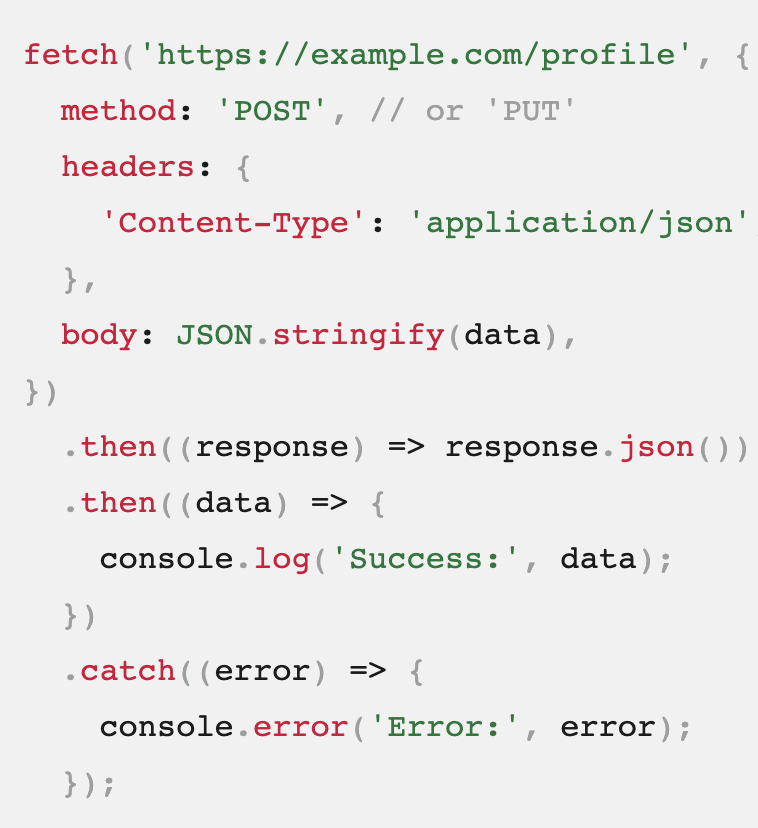 fetch('https://example.com/profile', {
  method: 'POST', // or 'PUT'
  headers: {
    'Content-Type': 'application/json'
  },
  body: JSON.stringify(data),
})
  .then((response) => response.json())
  .then((data) => {
    console.log('Success:', data);
  })
  .catch((error) => {
    console.error('Error:', error);
  });